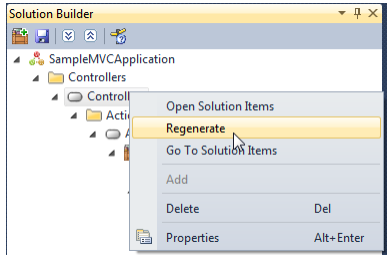 Solution Builder
SampleMVCApplication
Controllers
Controll
Open Solution Items
Acti
Regenerate
A
Go To Solution Items
Add
Delete Del
Properties Alt+Enter